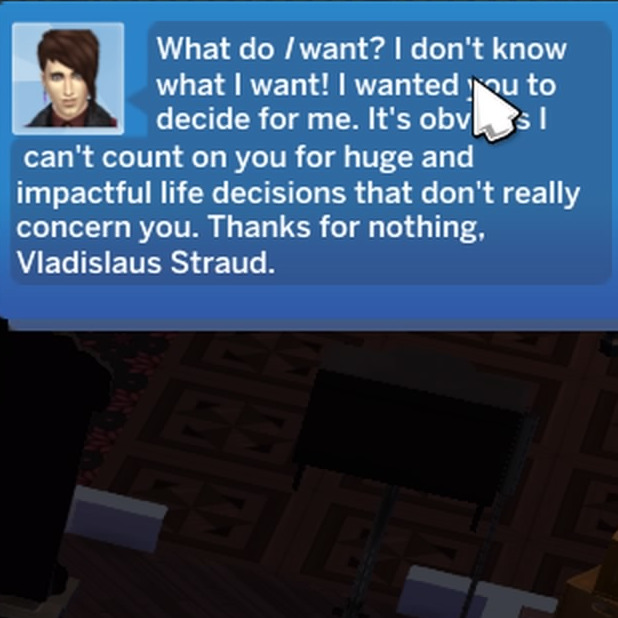 What do I want? I don't know
what I want! I wanted you to
decide for me. It's obvious I
can't count on you for huge and
impactful life decisions that don't really
concern you. Thanks for nothing,
Vladislaus Straud.